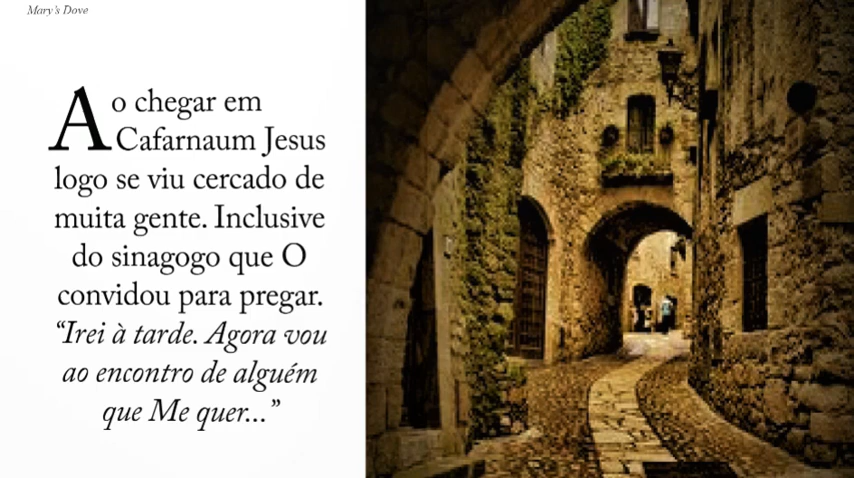 Mary's Dove
Ao chegar em
Cafarnaum Jesus
logo se viu cercado de
muita gente. Inclusive
do sinagogo que O
convidou para pregar.
“Irei à tarde. Agora vou
ao encontro de alguém
que Me quer...”